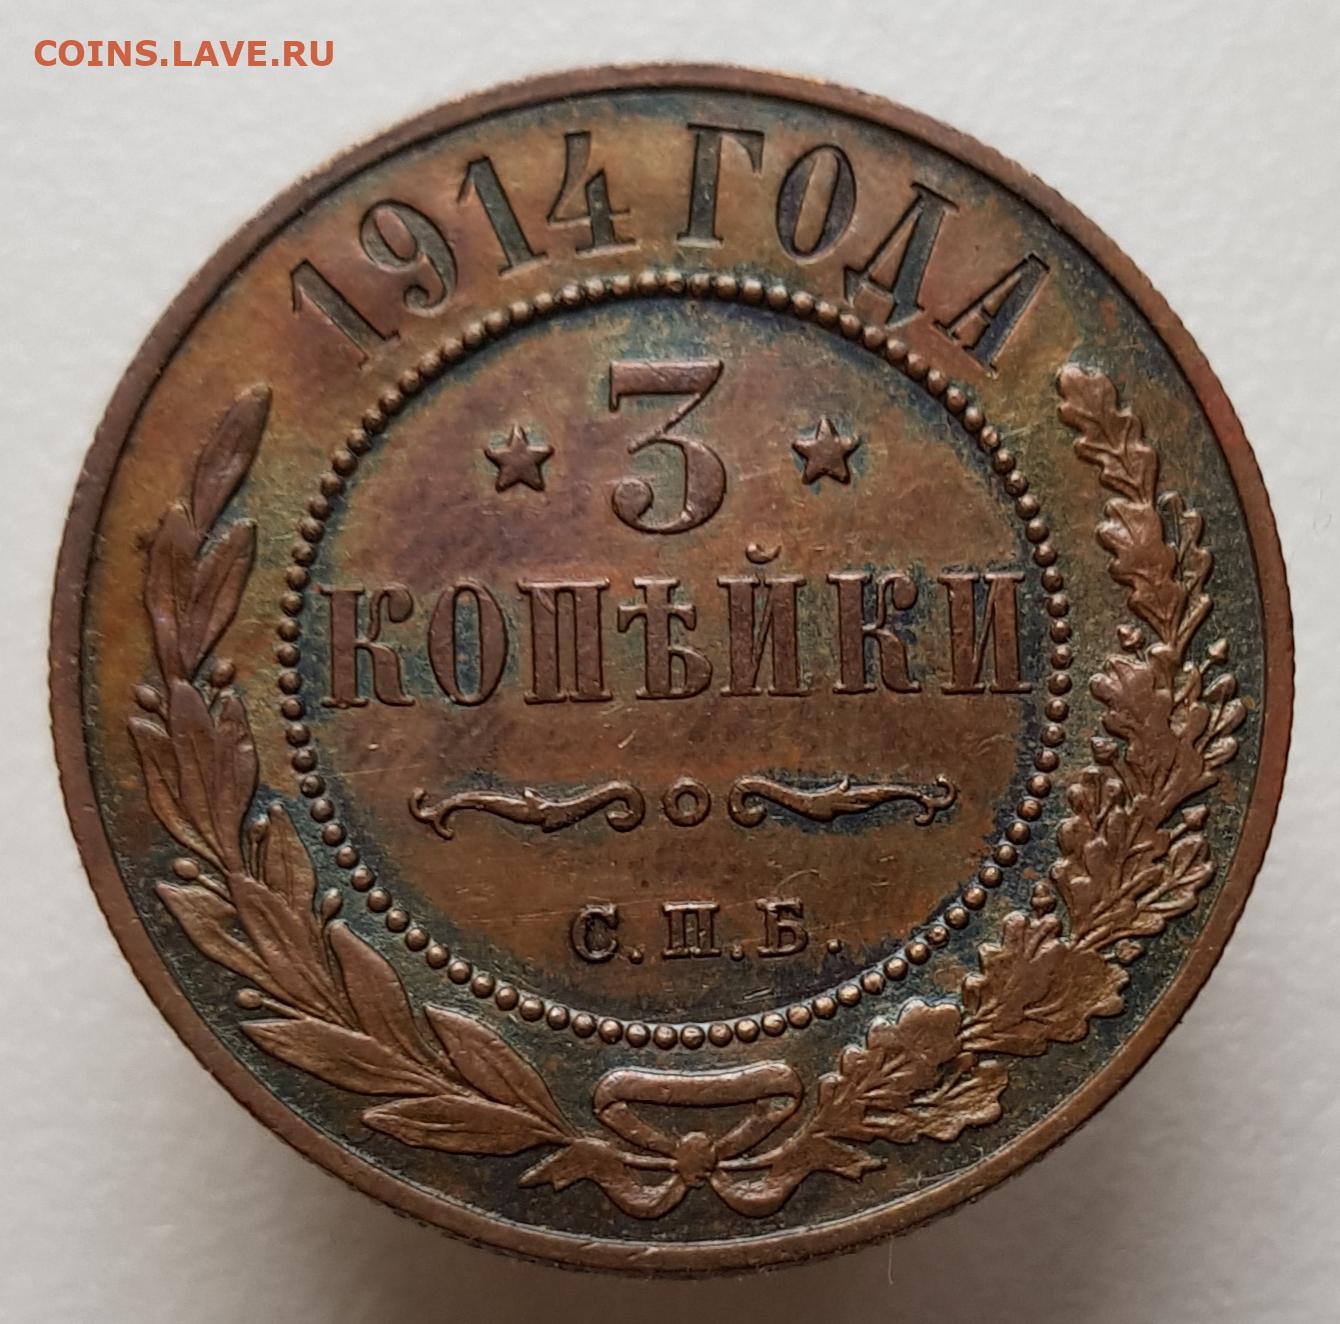 COINS.LAVE.RU
1914 ГОДА
3
КОПѢЙКИ
С.П.Б.